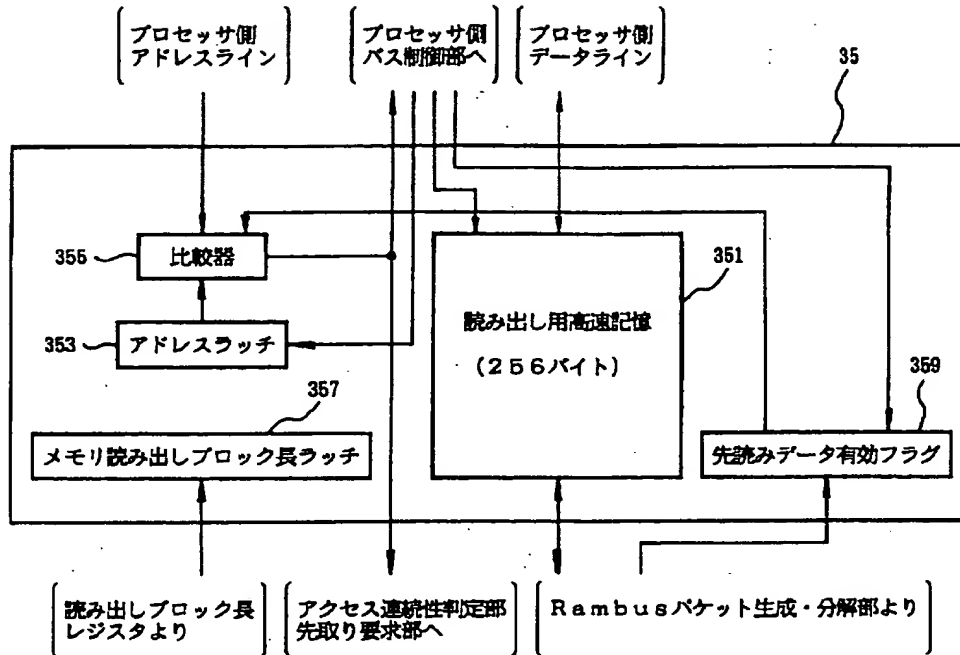 プロセッサ側
アドレスライン
プロセッサ側
バス制御部へ
プロセッサ側
データライン
35
355
比較器
351
353
アドレスラッチ
読み出し用高速記憶
(256バイト)
357
359
メモリ読み出しブロック長ラッチ
先読みデータ有効フラグ
読み出しブロック長
レジスタより
アクセス連続性判定部
先取り要求部へ
Rambusパケット生成・分解部より